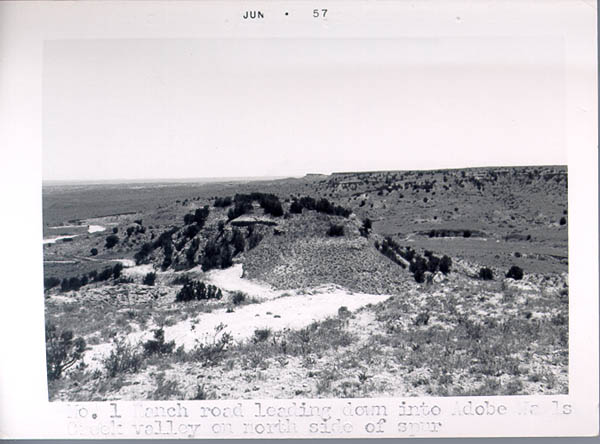 JUN • 57
No. 1 Ranch road leading down into Adobe Walls
Creek valley on north side of spur